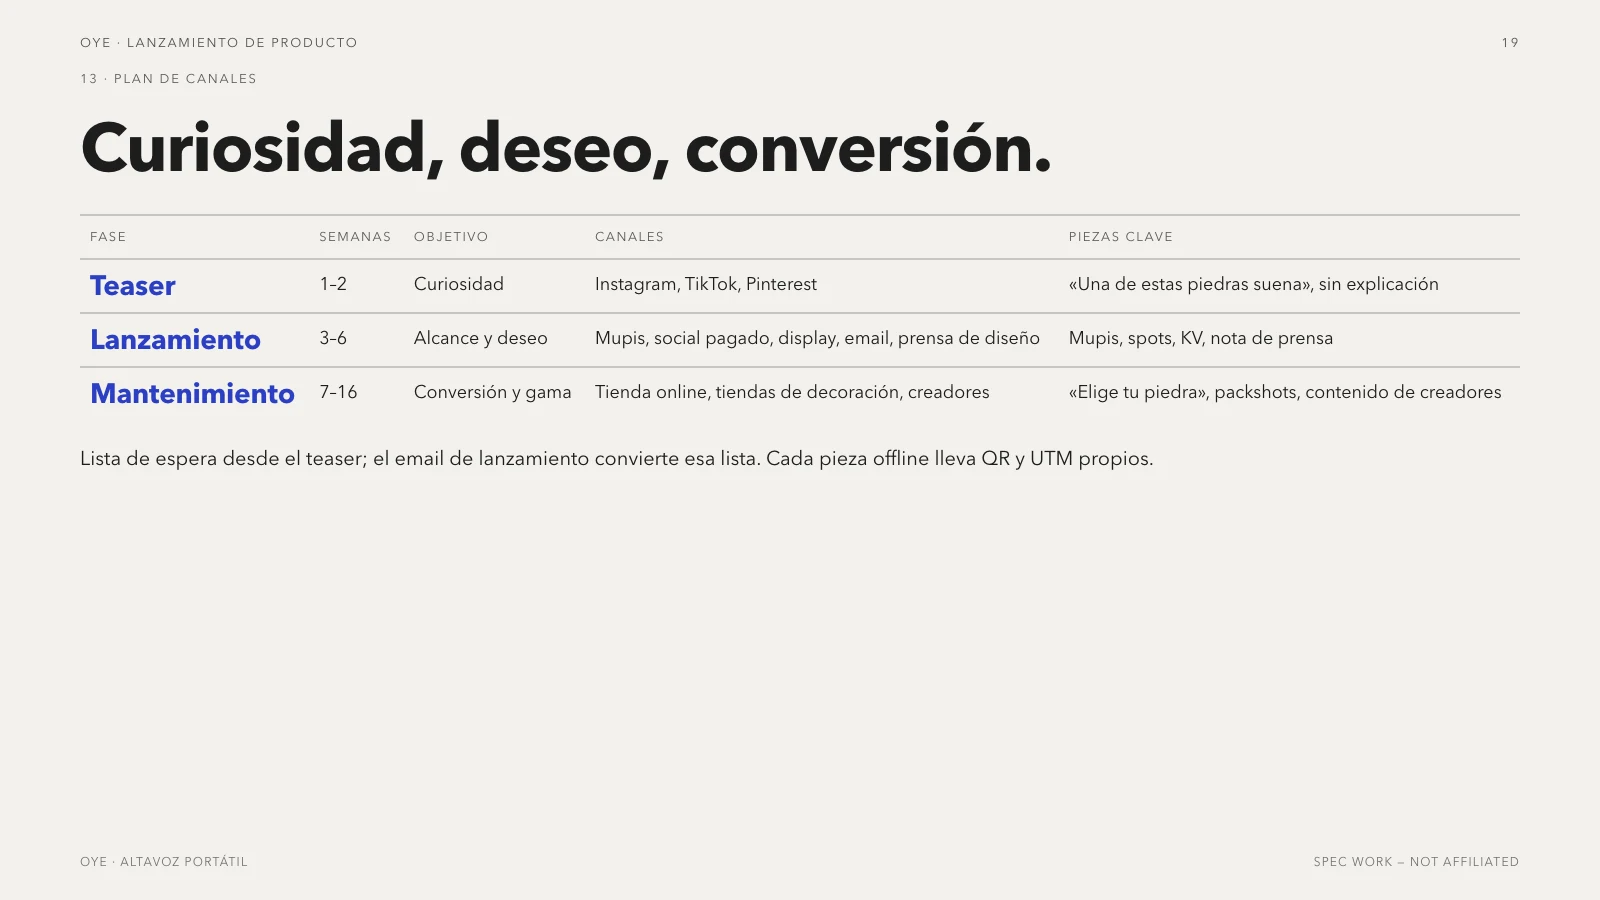 OYE · LANZAMIENTO DE PRODUCTO
19
13 · PLAN DE CANALES
Curiosidad, deseo, conversión.
FASE SEMANAS OBJETIVO CANALES PIEZAS CLAVE
Teaser 1–2 Curiosidad Instagram, TikTok, Pinterest «Una de estas piedras suena», sin explicación
Lanzamiento 3–6 Alcance y deseo Mupis, social pagado, display, email, prensa de diseño Mupis, spots, KV, nota de prensa
Mantenimiento 7–16 Conversión y gama Tienda online, tiendas de decoración, creadores «Elige tu piedra», packshots, contenido de creadores
Lista de espera desde el teaser; el email de lanzamiento convierte esa lista. Cada pieza offline lleva QR y UTM propios.
OYE · ALTAVOZ PORTÁTIL
SPEC WORK — NOT AFFILIATED